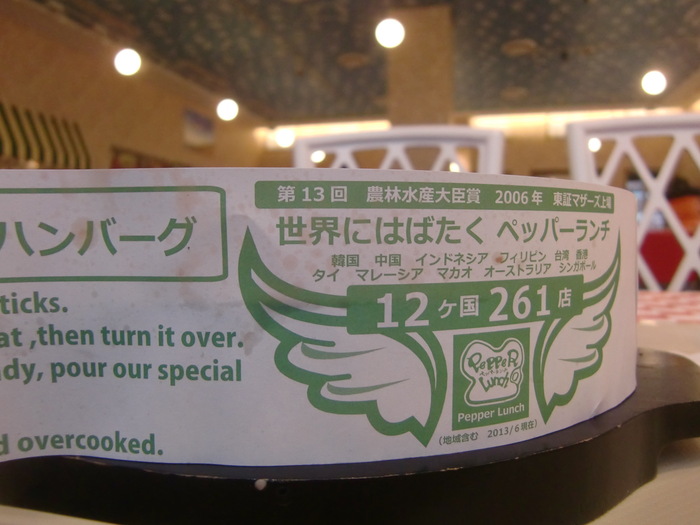 ハンバーグ
ticks.
at ,then turn it over.
dy, pour our special
d overcooked.
第13回 農林水産大臣賞 2006年 東証マザーズ上場
世界にはばたく ペッパーランチ
韓国 中国 インドネシア フィリピン 台湾 香港
タイ マレーシア マカオ オーストラリア シンガポール
12ヶ国 261店
PePPeR
Lunch
Pepper Lunch
(地域含む 2013/6現在)